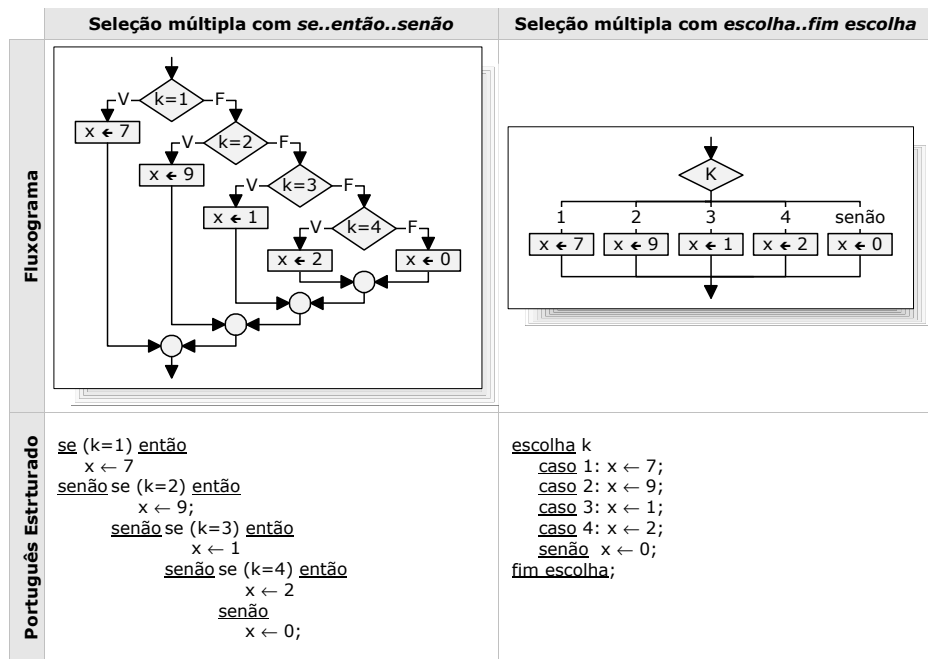 Seleção múltipla com se..então..senão
Seleção múltipla com escolha..fim escolha
Fluxograma
k=1
V
F
x ← 7
k=2
V
F
x ← 9
k=3
V
F
x ← 1
k=4
V
F
x ← 2
x ← 0
K
1 2 3 4 senão
x ← 7 x ← 9 x ← 1 x ← 2 x ← 0
Português Estrturado
se (k=1) então
x ← 7
senão se (k=2) então
x ← 9;
senão se (k=3) então
x ← 1
senão se (k=4) então
x ← 2
senão
x ← 0;
escolha k
caso 1: x ← 7;
caso 2: x ← 9;
caso 3: x ← 1;
caso 4: x ← 2;
senão x ← 0;
fim escolha;